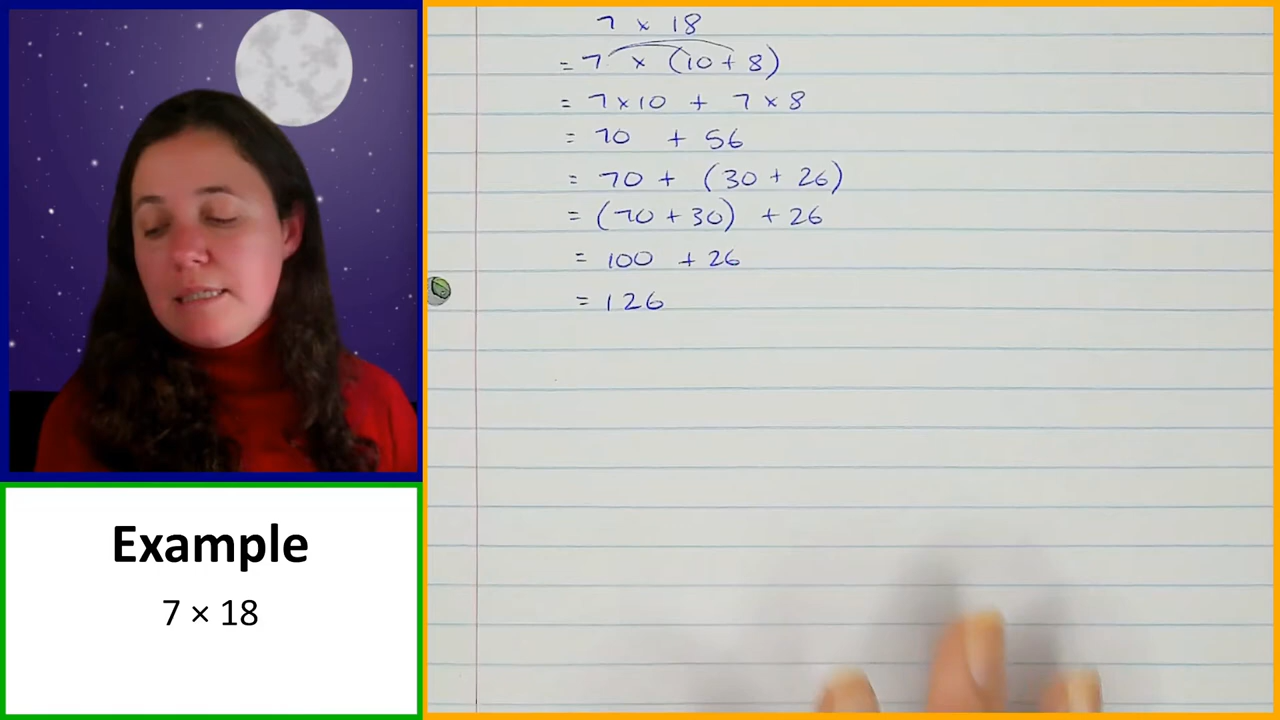 Example
7 × 18
7 × 18
= 7 × (10 + 8)
= 7 × 10 + 7 × 8
= 70 + 56
= 70 + (30 + 26)
= (70 + 30) + 26
= 100 + 26
= 126